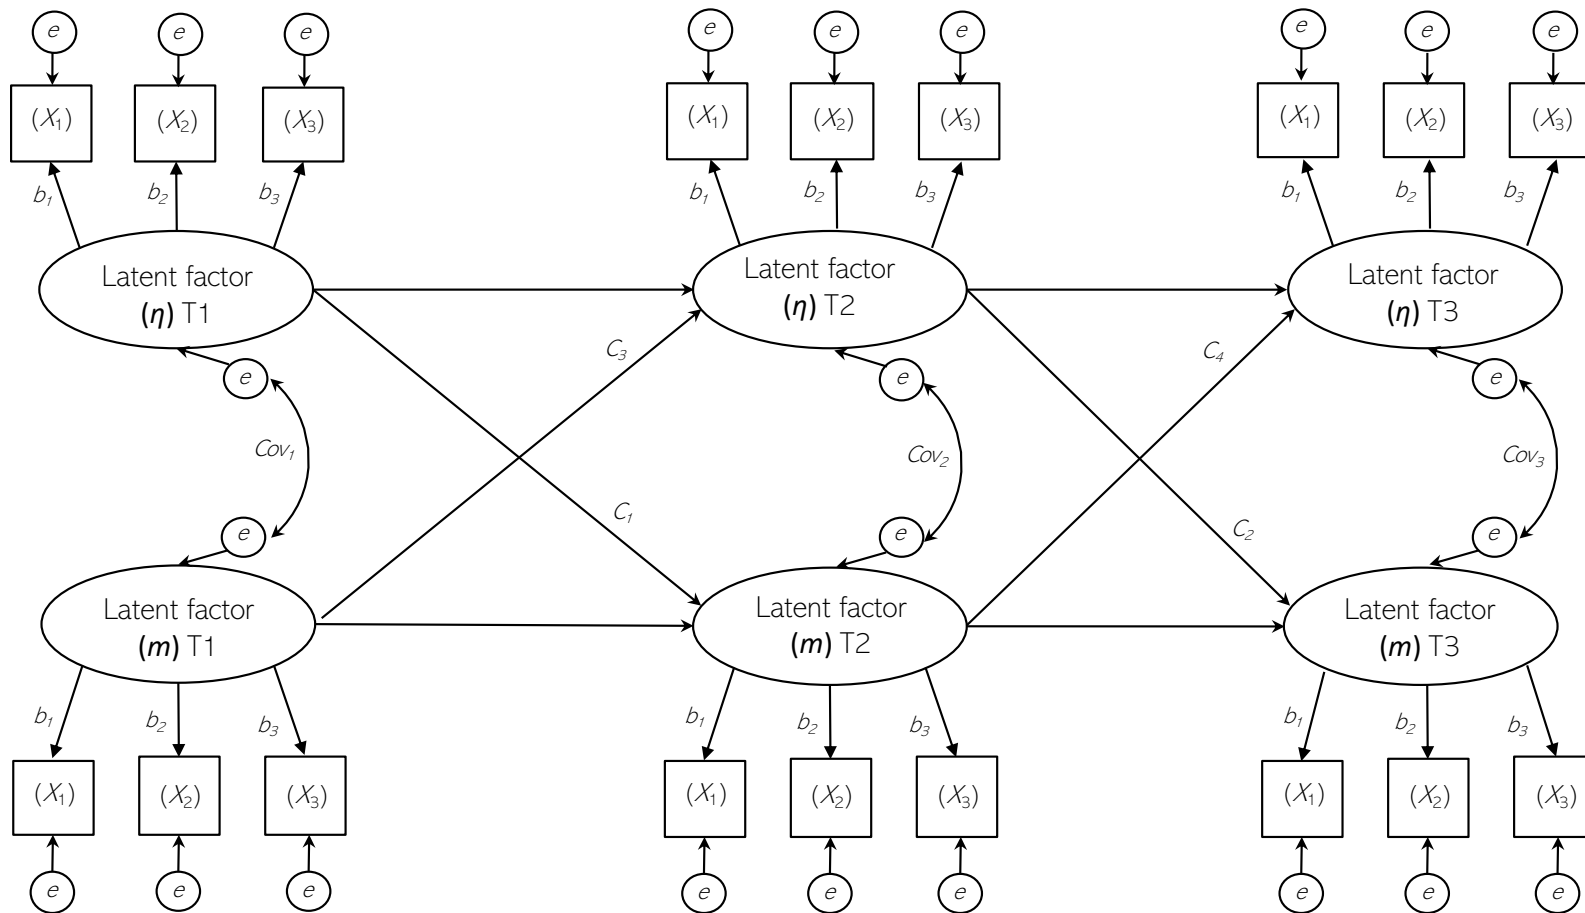 e e e e e e e e e
(X₁) (X₂) (X₃) (X₁) (X₂) (X₃) (X₁) (X₂) (X₃)
b₁ b₂ b₃ b₁ b₂ b₃ b₁ b₂ b₃
Latent factor
(η) T1
Latent factor
(η) T2
Latent factor
(η) T3
C₃ C₄
e e e
Cov₁ Cov₂ Cov₃
C₁ C₂
e e e
Latent factor
(m) T1
Latent factor
(m) T2
Latent factor
(m) T3
b₁ b₂ b₃ b₁ b₂ b₃ b₁ b₂ b₃
(X₁) (X₂) (X₃) (X₁) (X₂) (X₃) (X₁) (X₂) (X₃)
e e e e e e e e e